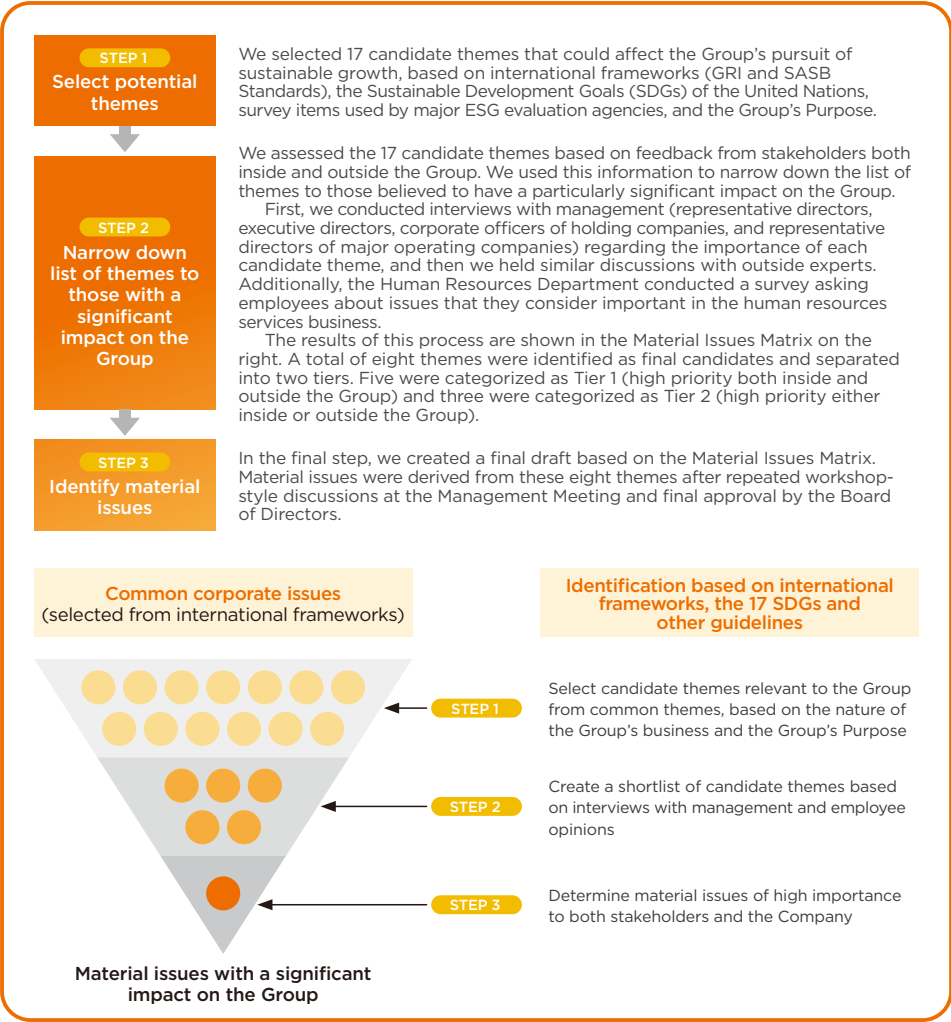 STEP 1
Select potential
themes
We selected 17 candidate themes that could affect the Group’s pursuit of
sustainable growth, based on international frameworks (GRI and SASB
Standards), the Sustainable Development Goals (SDGs) of the United Nations,
survey items used by major ESG evaluation agencies, and the Group’s Purpose.
STEP 2
Narrow down
list of themes to
those with a
significant
impact on the
Group
We assessed the 17 candidate themes based on feedback from stakeholders both
inside and outside the Group. We used this information to narrow down the list of
themes to those believed to have a particularly significant impact on the Group.
First, we conducted interviews with management (representative directors,
executive directors, corporate officers of holding companies, and representative
directors of major operating companies) regarding the importance of each
candidate theme, and then we held similar discussions with outside experts.
Additionally, the Human Resources Department conducted a survey asking
employees about issues that they consider important in the human resources
services business.
The results of this process are shown in the Material Issues Matrix on the
right. A total of eight themes were identified as final candidates and separated
into two tiers. Five were categorized as Tier 1 (high priority both inside and
outside the Group) and three were categorized as Tier 2 (high priority either
inside or outside the Group).
STEP 3
Identify material
issues
In the final step, we created a final draft based on the Material Issues Matrix.
Material issues were derived from these eight themes after repeated workshop-
style discussions at the Management Meeting and final approval by the Board
of Directors.
Common corporate issues
(selected from international frameworks)
Identification based on international
frameworks, the 17 SDGs and
other guidelines
STEP 1
Select candidate themes relevant to the Group
from common themes, based on the nature of
the Group’s business and the Group’s Purpose
STEP 2
Create a shortlist of candidate themes based
on interviews with management and employee
opinions
STEP 3
Determine material issues of high importance
to both stakeholders and the Company
Material issues with a significant
impact on the Group